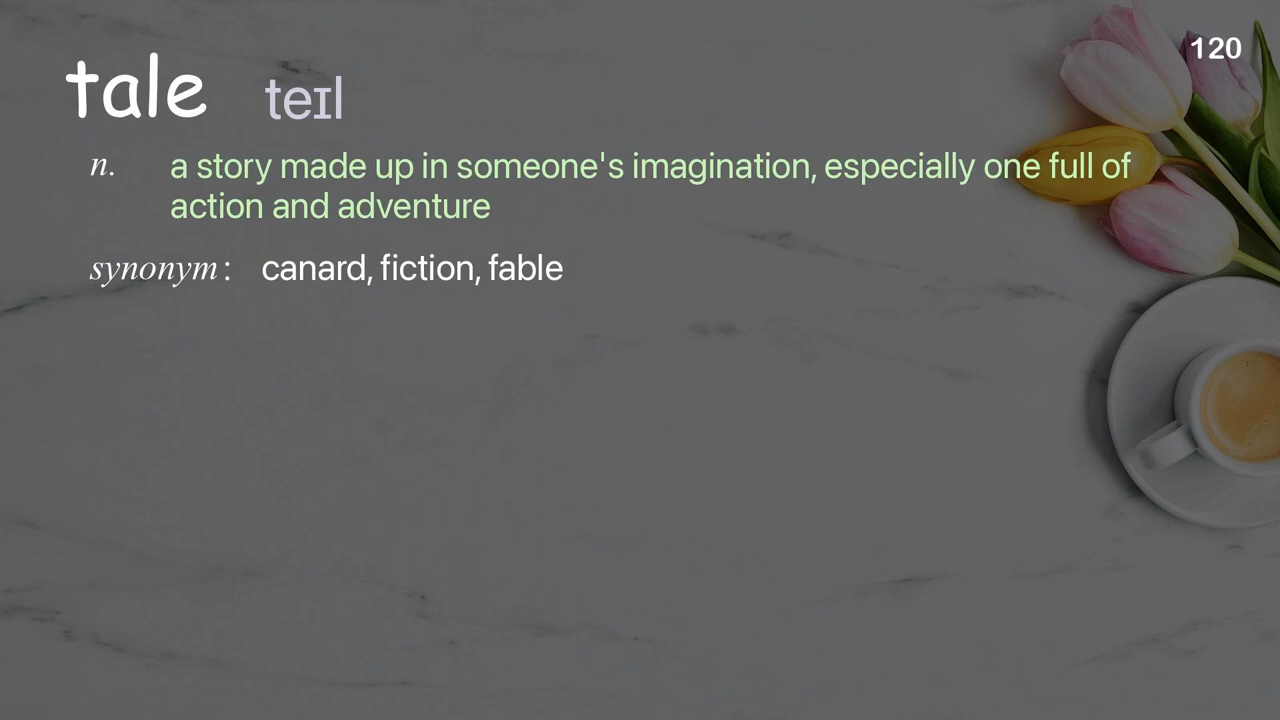 120
tale teɪl
n. a story made up in someone's imagination, especially one full of
action and adventure
synonym: canard, fiction, fable